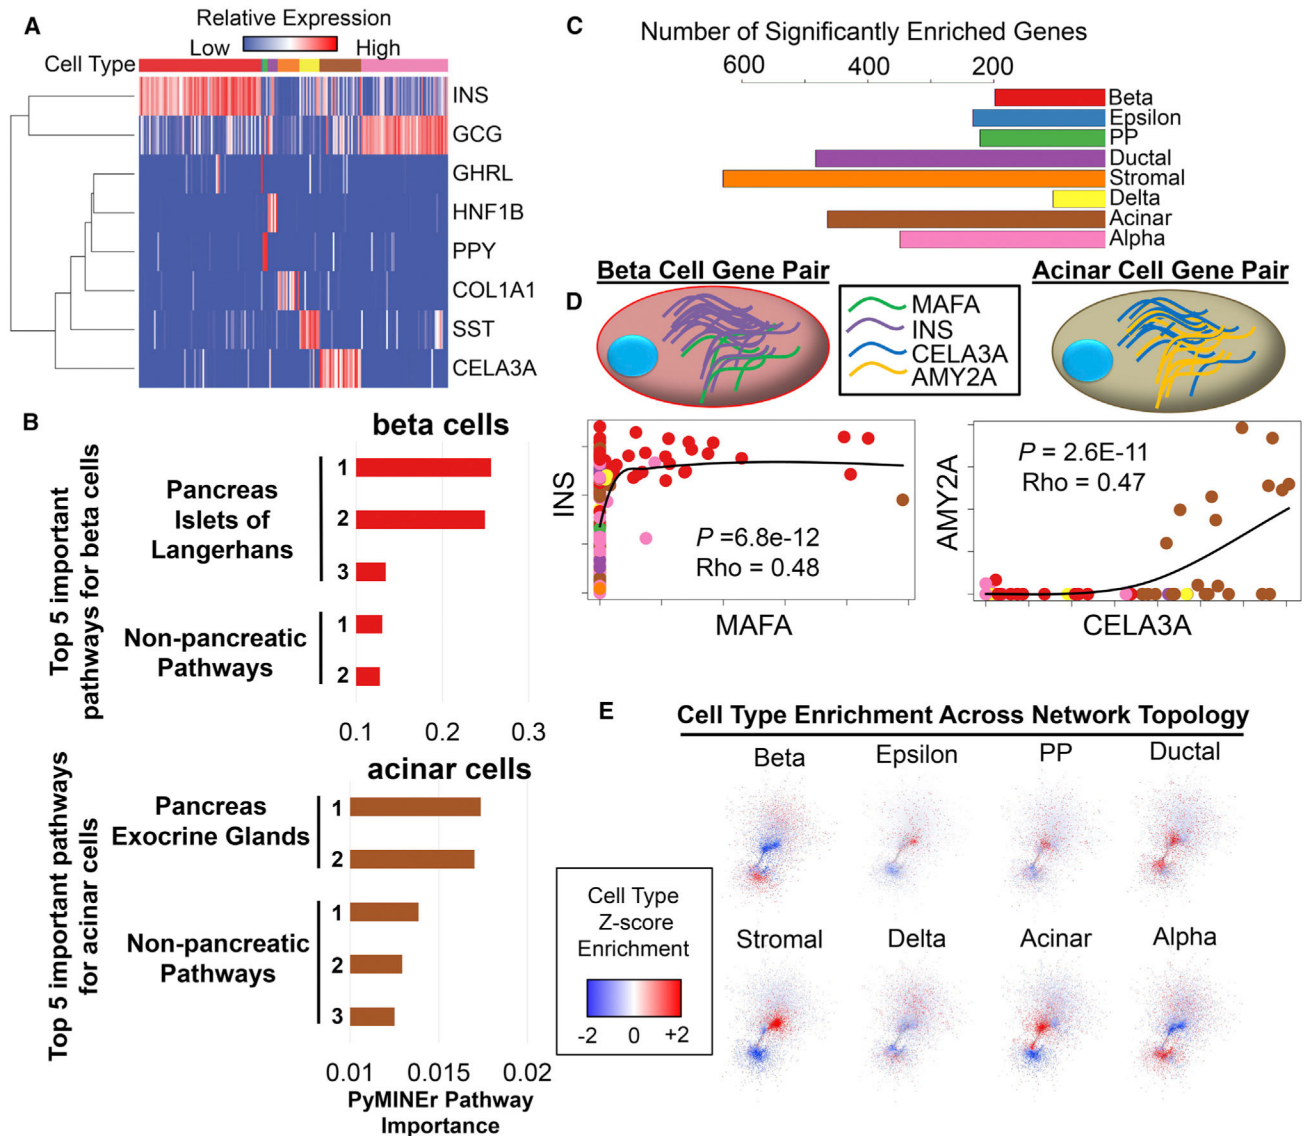 A
Relative Expression
Low
High
Cell Type
INS
GCG
GHRL
HNF1B
PPY
COL1A1
SST
CELA3A
B
beta cells
Top 5 important
pathways for beta cells
Pancreas
Islets of
Langerhans
1
2
3
Non-pancreatic
Pathways
1
2
0.1
0.2
0.3
acinar cells
Top 5 important pathways
for acinar cells
Pancreas
Exocrine Glands
1
2
Non-pancreatic
Pathways
1
2
3
0.01
0.015
0.02
PyMINEr Pathway
Importance
C
Number of Significantly Enriched Genes
600
400
200
Beta
Epsilon
PP
Ductal
Stromal
Delta
Acinar
Alpha
D
Beta Cell Gene Pair
MAFA
INS
CELA3A
AMY2A
Acinar Cell Gene Pair
INS
P =6.8e-12
Rho = 0.48
MAFA
AMY2A
P = 2.6E-11
Rho = 0.47
CELA3A
E
Cell Type Enrichment Across Network Topology
Beta
Epsilon
PP
Ductal
Cell Type
Z-score
Enrichment
-2
0
+2
Stromal
Delta
Acinar
Alpha